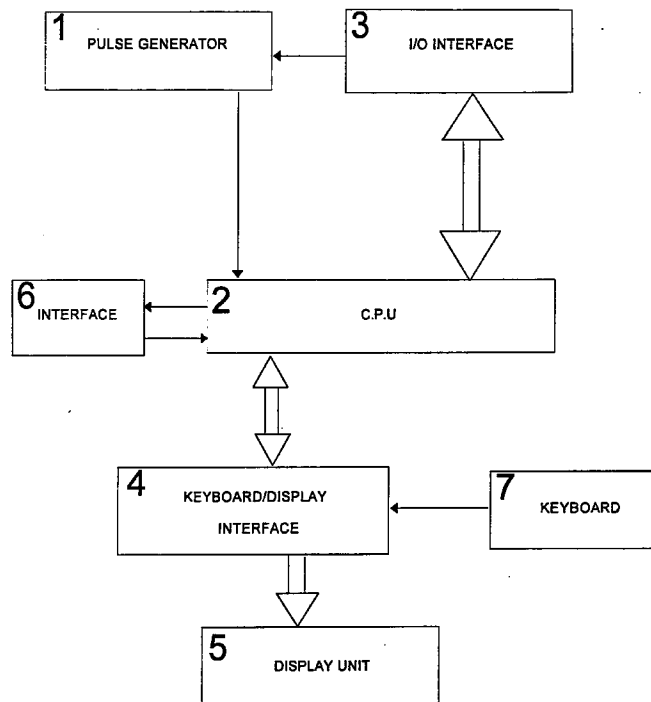 1
PULSE GENERATOR
3
I/O INTERFACE
6
INTERFACE
2
C.P.U
4
KEYBOARD/DISPLAY
INTERFACE
7
KEYBOARD
5
DISPLAY UNIT